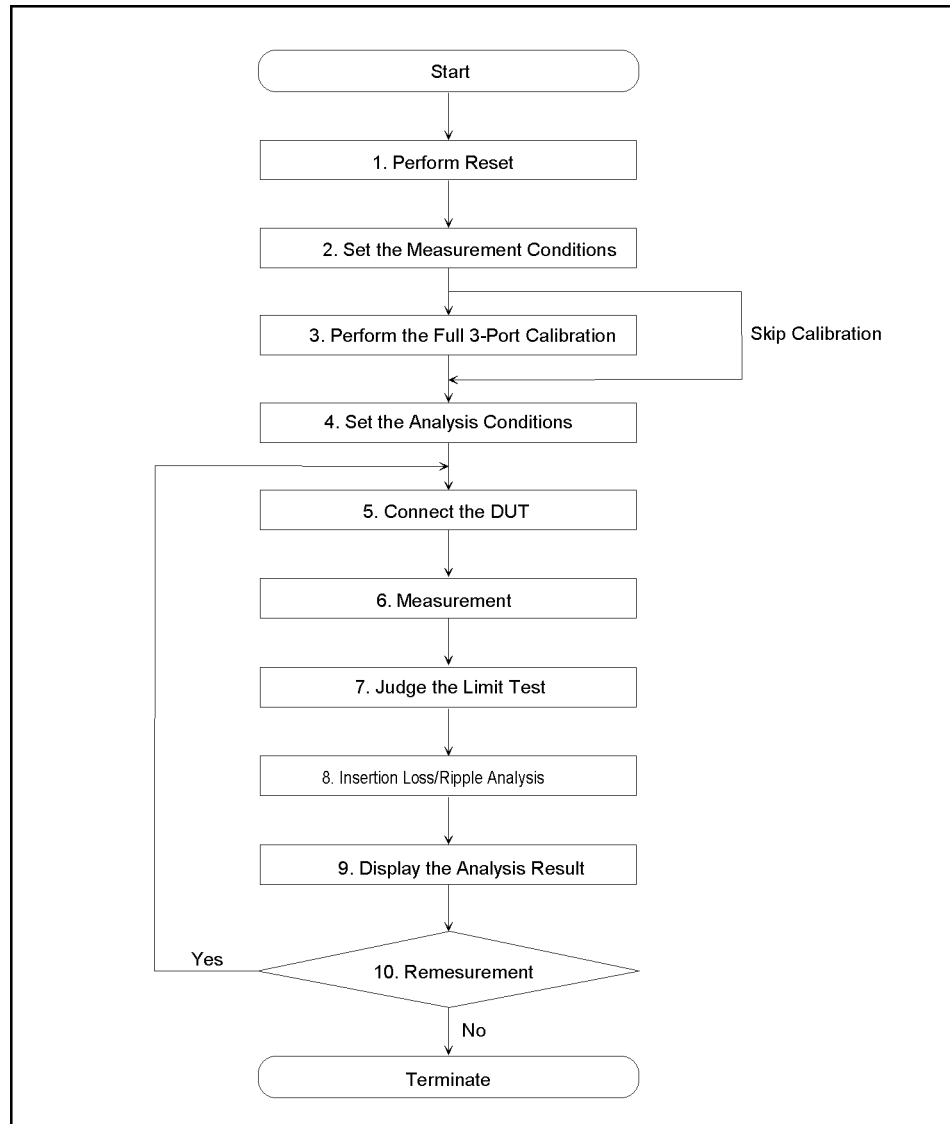 Start
1. Perform Reset
2. Set the Measurement Conditions
3. Perform the Full 3-Port Calibration
Skip Calibration
4. Set the Analysis Conditions
5. Connect the DUT
6. Measurement
7. Judge the Limit Test
8. Insertion Loss/Ripple Analysis
9. Display the Analysis Result
Yes
10. Remesurement
No
Terminate